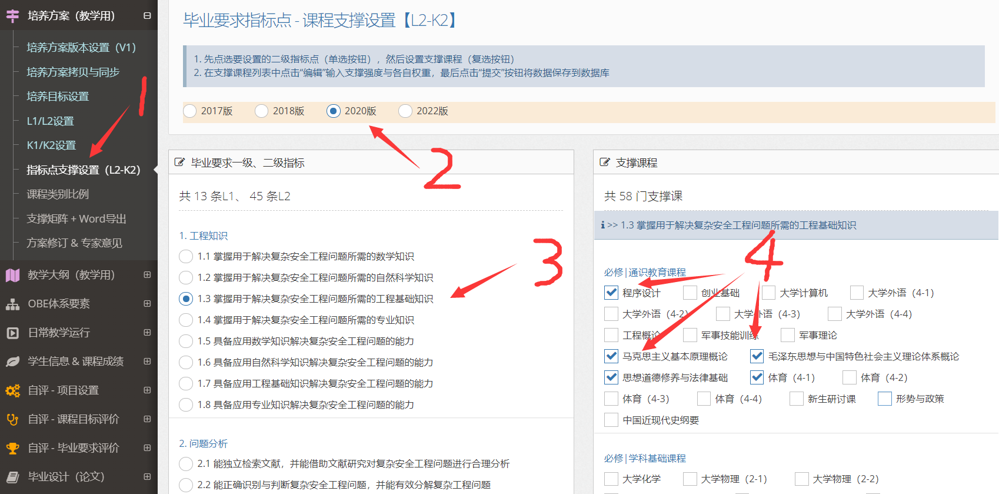 培养方案（教学用）
培养方案版本设置（V1）
培养方案拷贝与同步
培养目标设置
L1/L2设置
K1/K2设置
指标点支撑设置（L2-K2）
课程类别比例
支撑矩阵 + Word导出
方案修订 & 专家意见
教学大纲（教学用）
OBE体系要素
日常教学运行
学生信息 & 课程成绩
自评 - 项目设置
自评 - 课程目标评价
自评 - 毕业要求评价
毕业设计（论文）
1
毕业要求指标点 - 课程支撑设置【L2-K2】
1. 先点选要设置的二级指标点（单选按钮），然后设置支撑课程（复选按钮）
2. 在支撑课程列表中点击“编辑”输入支撑强度与各自权重，最后点击“提交”按钮将数据保存到数据库
2017版 2018版 2020版 2022版
2
毕业要求一级、二级指标
共 13 条L1、 45 条L2
1. 工程知识
1.1 掌握用于解决复杂安全工程问题所需的数学知识
1.2 掌握用于解决复杂安全工程问题所需的自然科学知识
1.3 掌握用于解决复杂安全工程问题所需的工程基础知识
1.4 掌握用于解决复杂安全工程问题所需的专业知识
1.5 具备应用数学知识解决复杂安全工程问题的能力
1.6 具备应用自然科学知识解决复杂安全工程问题的能力
1.7 具备应用工程基础知识解决复杂安全工程问题的能力
1.8 具备应用专业知识解决复杂安全工程问题的能力
3
2. 问题分析
2.1 能独立检索文献，并能借助文献研究对复杂安全工程问题进行合理分析
2.2 能正确识别与判断复杂安全工程问题，并能有效分解复杂工程问题
支撑课程
共 58 门支撑课
>> 1.3 掌握用于解决复杂安全工程问题所需的工程基础知识
4
必修|通识教育课程
程序设计 创业基础 大学计算机 大学外语（4-1）
大学外语（4-2） 大学外语（4-3） 大学外语（4-4）
工程概论 军事技能训练 军事理论
马克思主义基本原理概论 毛泽东思想与中国特色社会主义理论体系概论
思想道德修养与法律基础 体育（4-1） 体育（4-2）
体育（4-3） 体育（4-4） 新生研讨课 形势与政策
中国近现代史纲要
必修|学科基础课程
大学化学 大学物理（2-1） 大学物理（2-2）